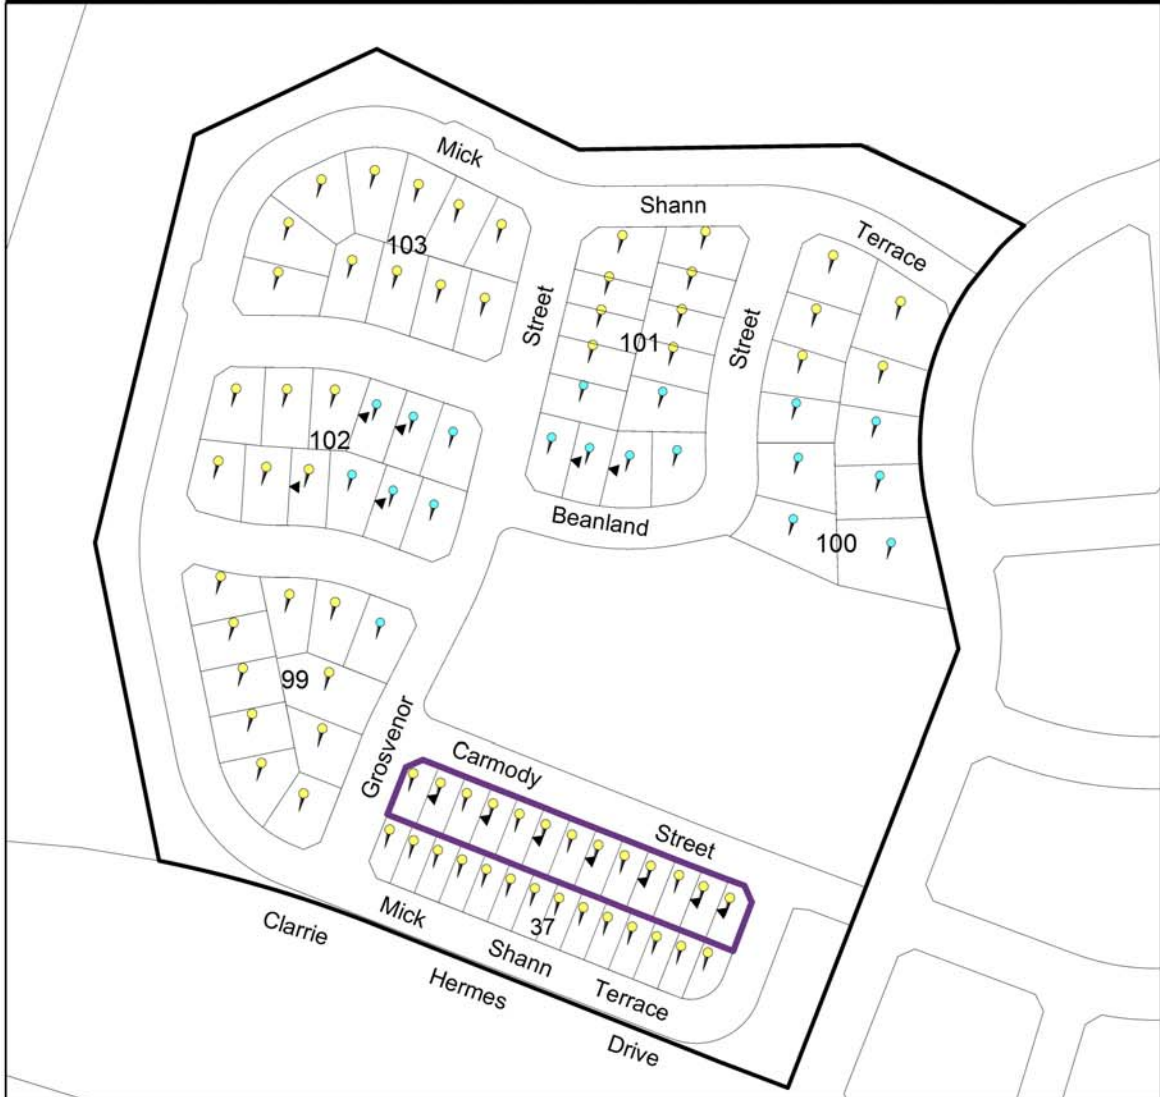 Mick
Shann
Terrace
103
Street
101
Street
102
Beanland
100
99
Grosvenor
Carmody
Street
37
Mick
Shann
Terrace
Clarrie
Hermes
Drive